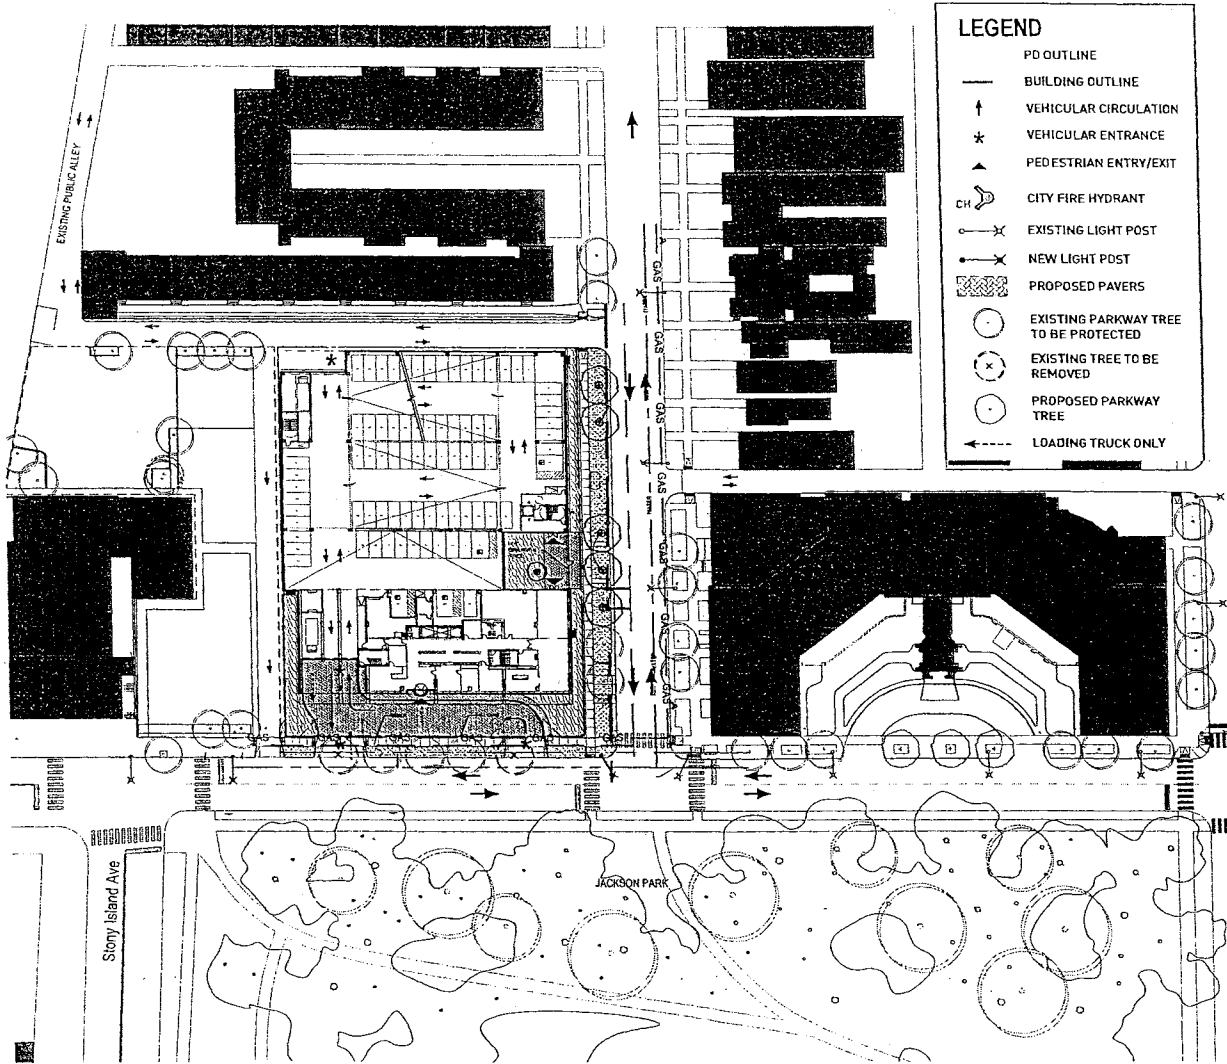 LEGEND
PD OUTLINE
BUILDING OUTLINE
VEHICULAR CIRCULATION
VEHICULAR ENTRANCE
PEDESTRIAN ENTRY/EXIT
CH
CITY FIRE HYDRANT
EXISTING LIGHT POST
NEW LIGHT POST
PROPOSED PAVERS
EXISTING PARKWAY TREE
TO BE PROTECTED
EXISTING TREE TO BE
REMOVED
PROPOSED PARKWAY
TREE
LOADING TRUCK ONLY
EXISTING PUBLIC ALLEY
GAS
GAS
GAS
GAS
GAS
GAS
JACKSON PARK
Stony Island Ave